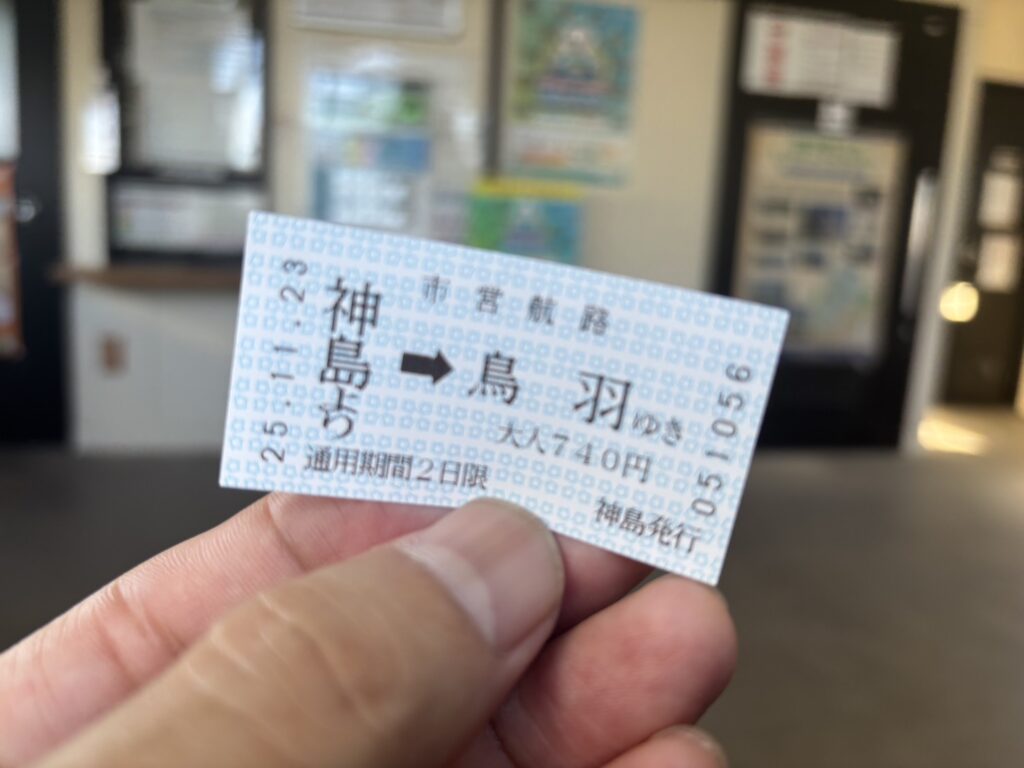 市営航路
25.11.23
神島より
➡
鳥羽ゆき
大人740円
通用期間2日限
神島発行
051056